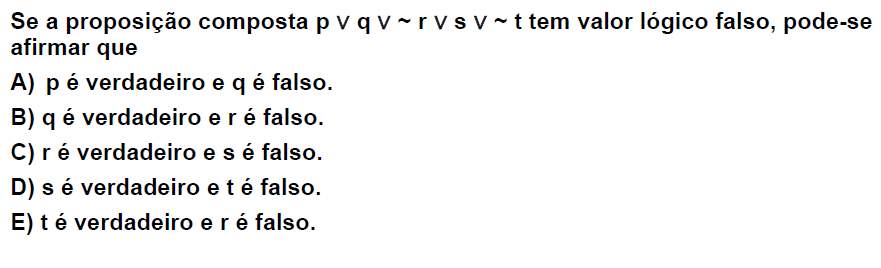 Se a proposição composta p ∨ q ∨ ~ r ∨ s ∨ ~ t tem valor lógico falso, pode-se
afirmar que
A) p é verdadeiro e q é falso.
B) q é verdadeiro e r é falso.
C) r é verdadeiro e s é falso.
D) s é verdadeiro e t é falso.
E) t é verdadeiro e r é falso.